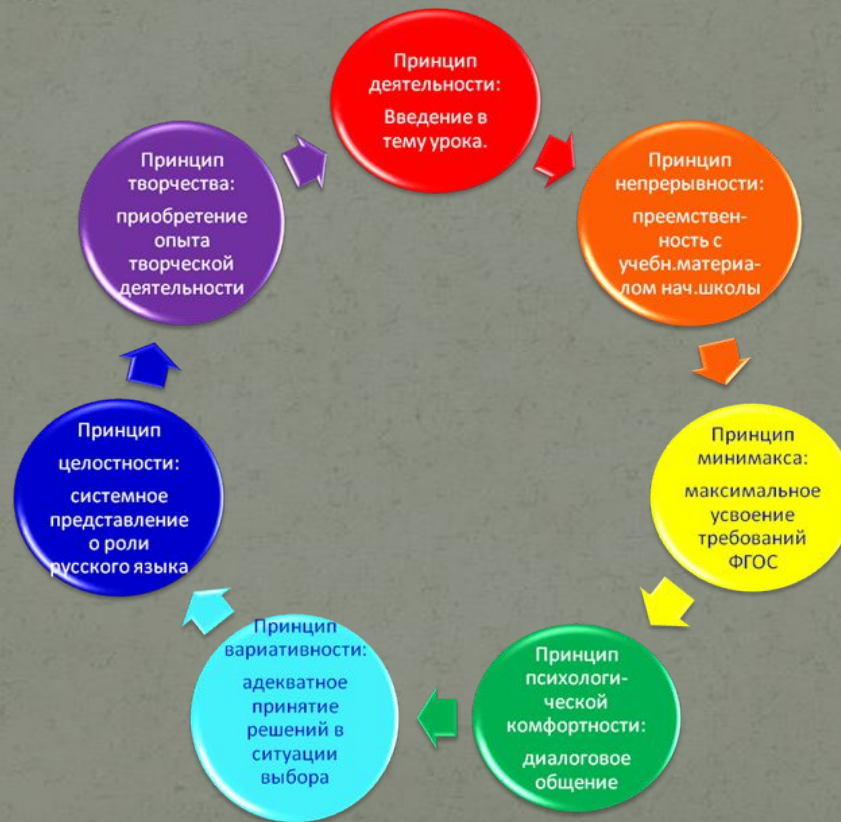 Принцип
деятельности:
Введение в
тему урока.
Принцип
непрерывности:
преемствен-
ность с
учебн.материа-
лом нач.школы
Принцип
минимакса:
максимальное
усвоение
требований
ФГОС
Принцип
психологи-
ческой
комфортности:
диалоговое
общение
Принцип
вариативности:
адекватное
принятие
решений в
ситуации
выбора
Принцип
целостности:
системное
представление
о роли
русского языка
Принцип
творчества:
приобретение
опыта
творческой
деятельности